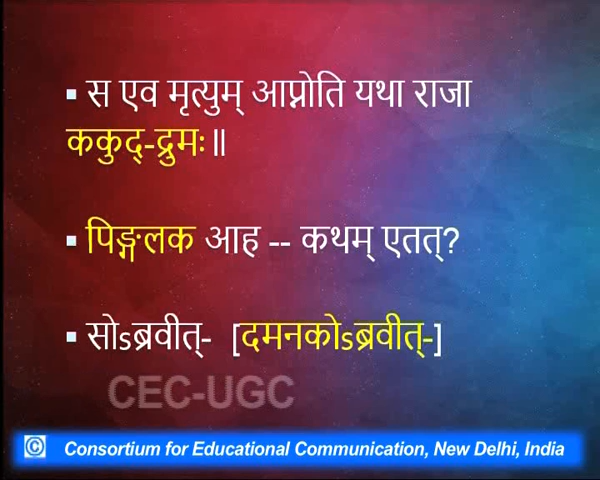 ▪ स एव मृत्युम् आप्नोति यथा राजा
ककुद्-द्रुमः॥
▪ पिङ्गलक आह -- कथम् एतत्?
▪ सोऽब्रवीत्- [दमनकोऽब्रवीत्-]
CEC-UGC
© Consortium for Educational Communication, New Delhi, India